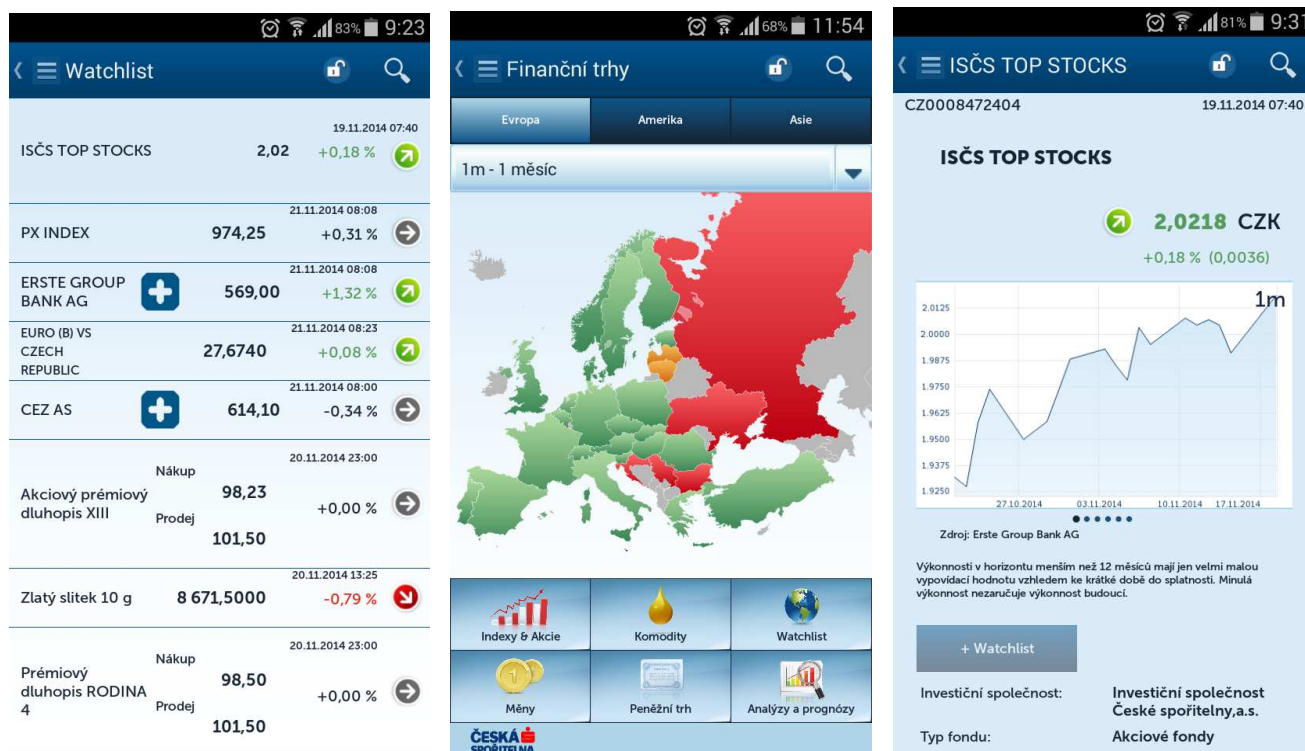 83% 9:23
Watchlist
19.11.2014 07:40
ISČS TOP STOCKS 2,02 +0,18 %
21.11.2014 08:08
PX INDEX 974,25 +0,31 %
21.11.2014 08:08
ERSTE GROUP
BANK AG 569,00 +1,32 %
21.11.2014 08:23
EURO (B) VS
CZECH 27,6740 +0,08 %
REPUBLIC
21.11.2014 08:00
CEZ AS 614,10 -0,34 %
20.11.2014 23:00
Nákup
98,23
Akciový prémiový
dluhopis XIII +0,00 %
Prodej
101,50
20.11.2014 13:25
Zlatý slitek 10 g 8 671,5000 -0,79 %
20.11.2014 23:00
Nákup
98,50
Prémiový
dluhopis RODINA +0,00 %
4
Prodej
101,50
68% 11:54
Finanční trhy
Evropa Amerika Asie
1m - 1 měsíc
Indexy & Akcie Komodity Watchlist
Měny Peněžní trh Analýzy a prognózy
ČESKÁ
SPOŘITELNA
81% 9:31
ISČS TOP STOCKS
CZ0008472404 19.11.2014 07:40
ISČS TOP STOCKS
2,0218 CZK
+0,18 % (0,0036)
1m
2.0125
2.0000
1.9875
1.9750
1.9625
1.9500
1.9375
1.9250
27.10.2014 03.11.2014 10.11.2014 17.11.2014
Zdroj: Erste Group Bank AG
Výkonnosti v horizontu menším než 12 měsíců mají jen velmi malou
vypovídací hodnotu vzhledem ke krátké době do splatnosti. Minulá
výkonnost nezaručuje výkonnost budoucí.
+ Watchlist
Investiční společnost: Investiční společnost
České spořitelny,a.s.
Typ fondu: Akciové fondy